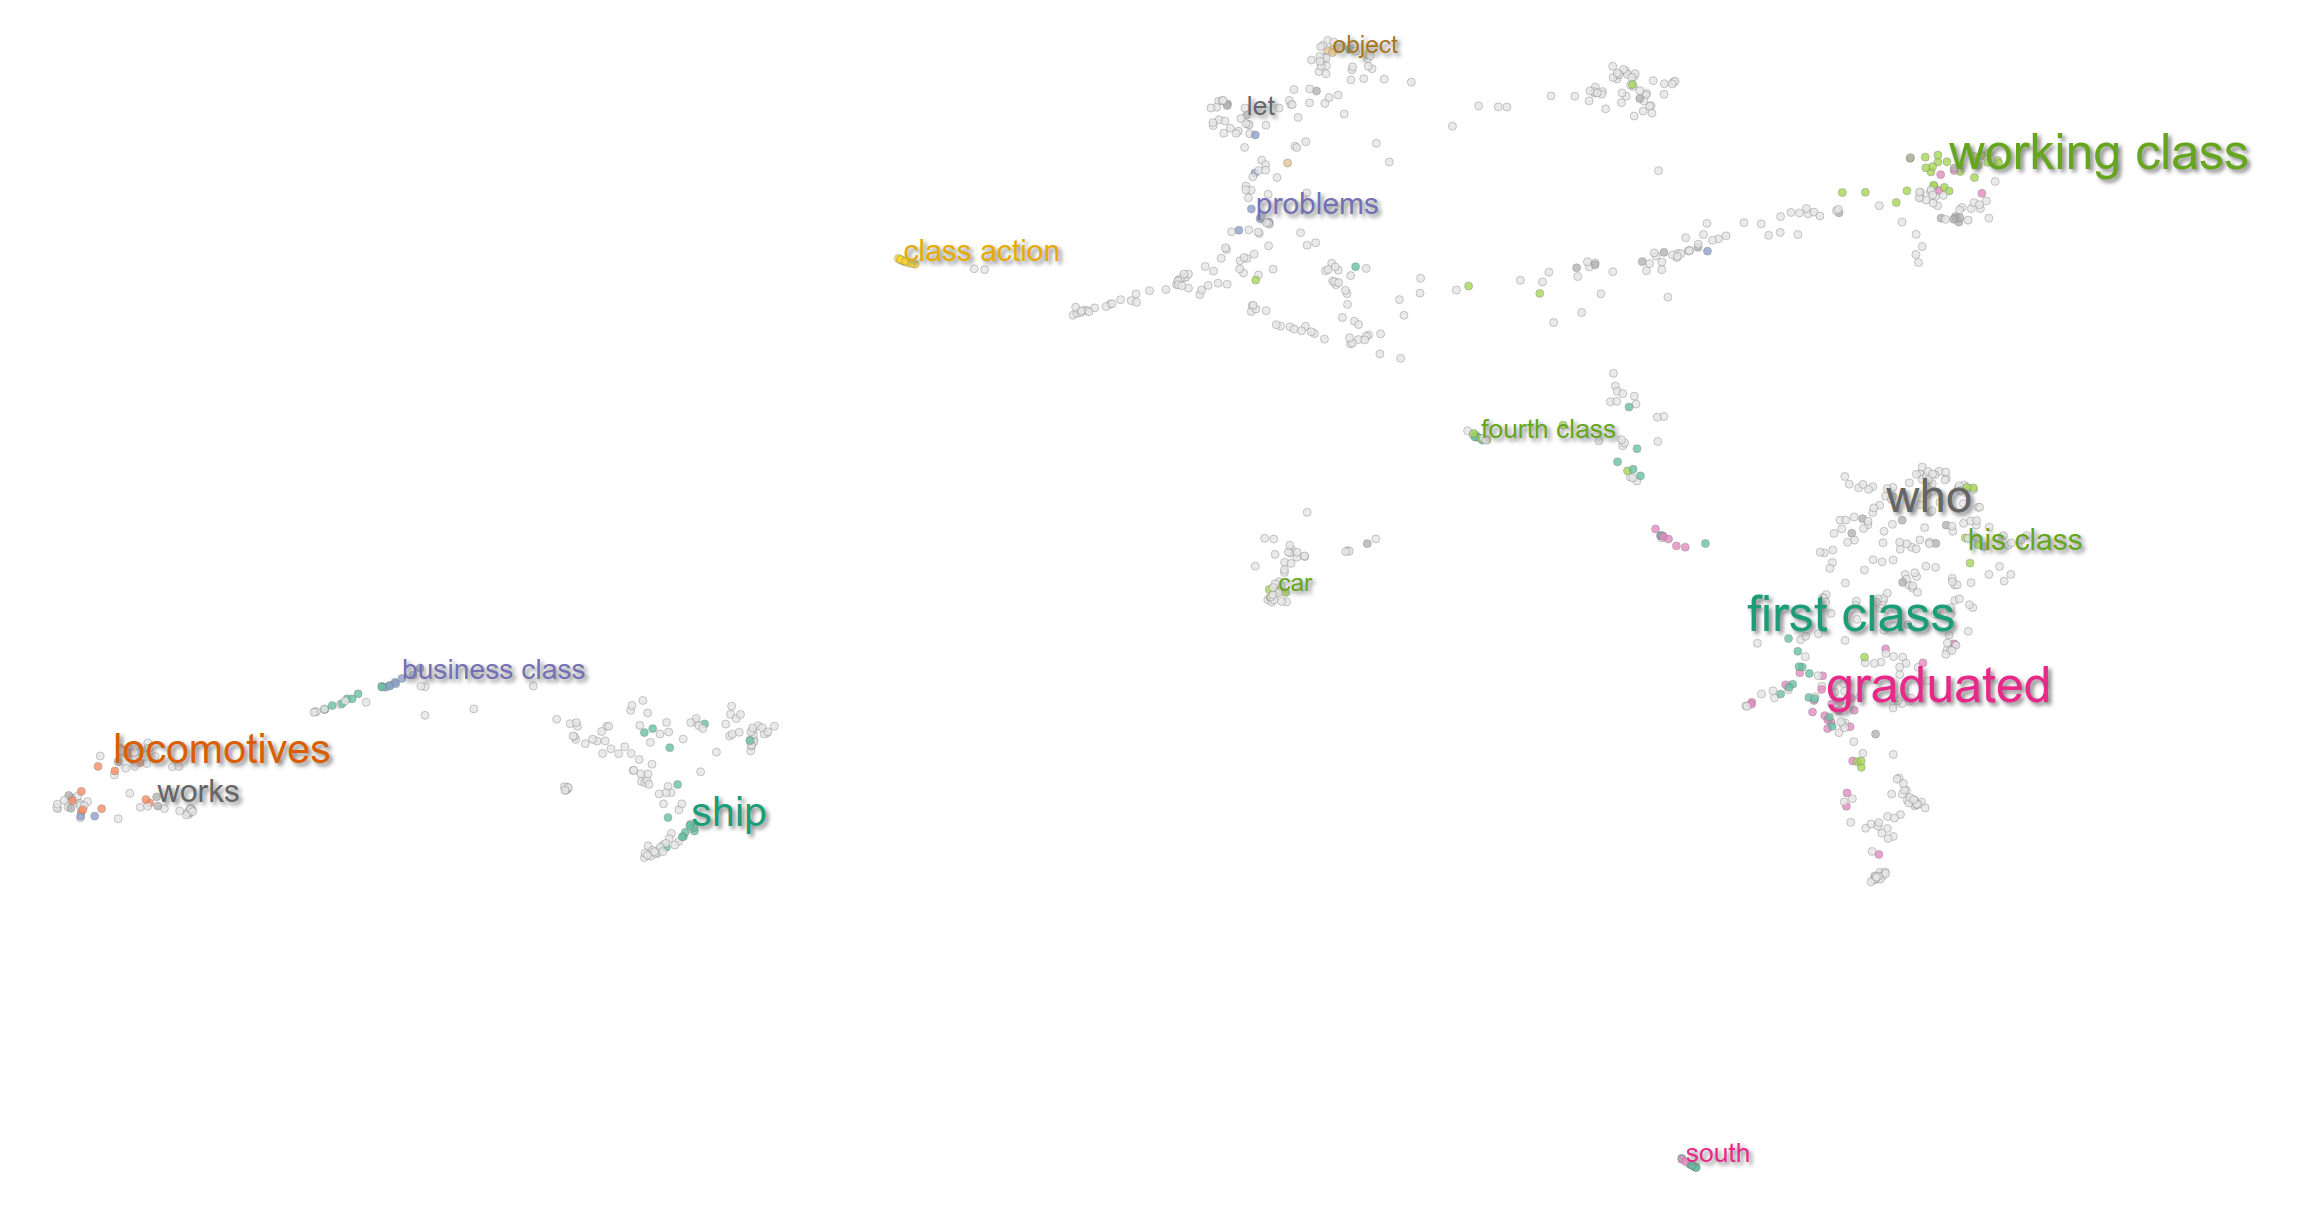 object
let
working class
problems
class action
fourth class
who
his class
car
first class
business class
graduated
locomotives
works
ship
south